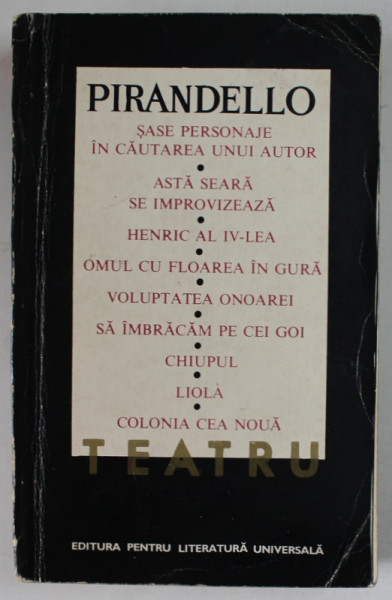 PIRANDELLO
ȘASE PERSONAJE
ÎN CĂUTAREA UNUI AUTOR
•
ASTĂ SEARĂ
SE IMPROVIZEAZĂ
•
HENRIC AL IV-LEA
•
OMUL CU FLOAREA ÎN GURĂ
•
VOLUPTATEA ONOAREI
•
SĂ ÎMBRĂCĂM PE CEI GOI
•
CHIUPUL
•
LIOLÀ
•
COLONIA CEA NOUĂ
TEATRU
EDITURA PENTRU LITERATURĂ UNIVERSALĂ